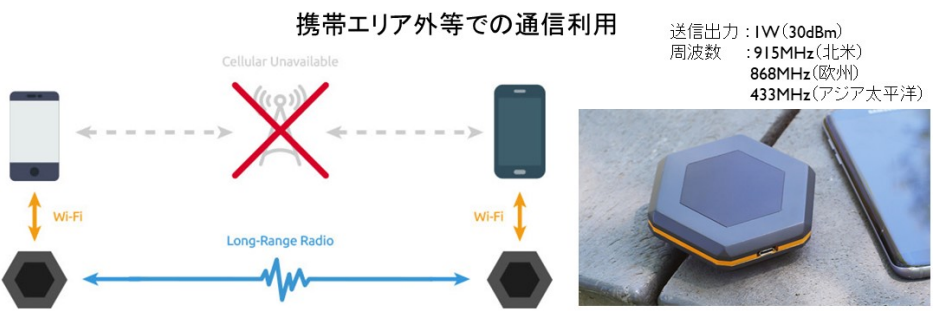 携帯エリア外等での通信利用
送信出力：1W（30dBm）
周波数　：915MHz（北米）
868MHz（欧州）
433MHz（アジア太平洋）
Cellular Unavailable
Wi-Fi
Wi-Fi
Long-Range Radio